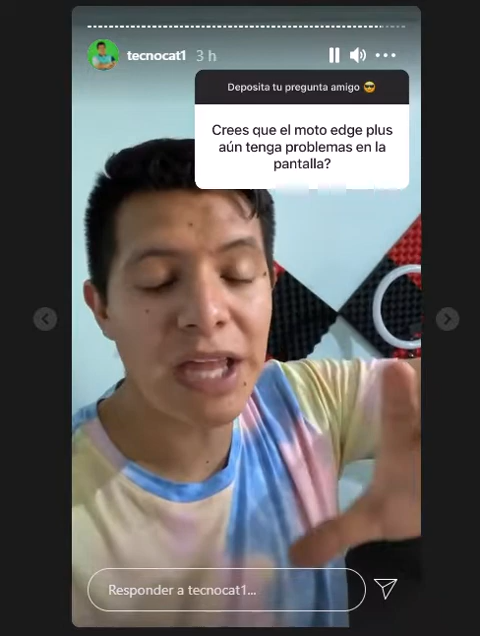 tecnocat1 3 h
Deposita tu pregunta amigo 😎
Crees que el moto edge plus
aún tenga problemas en la
pantalla?
Responder a tecnocat1...